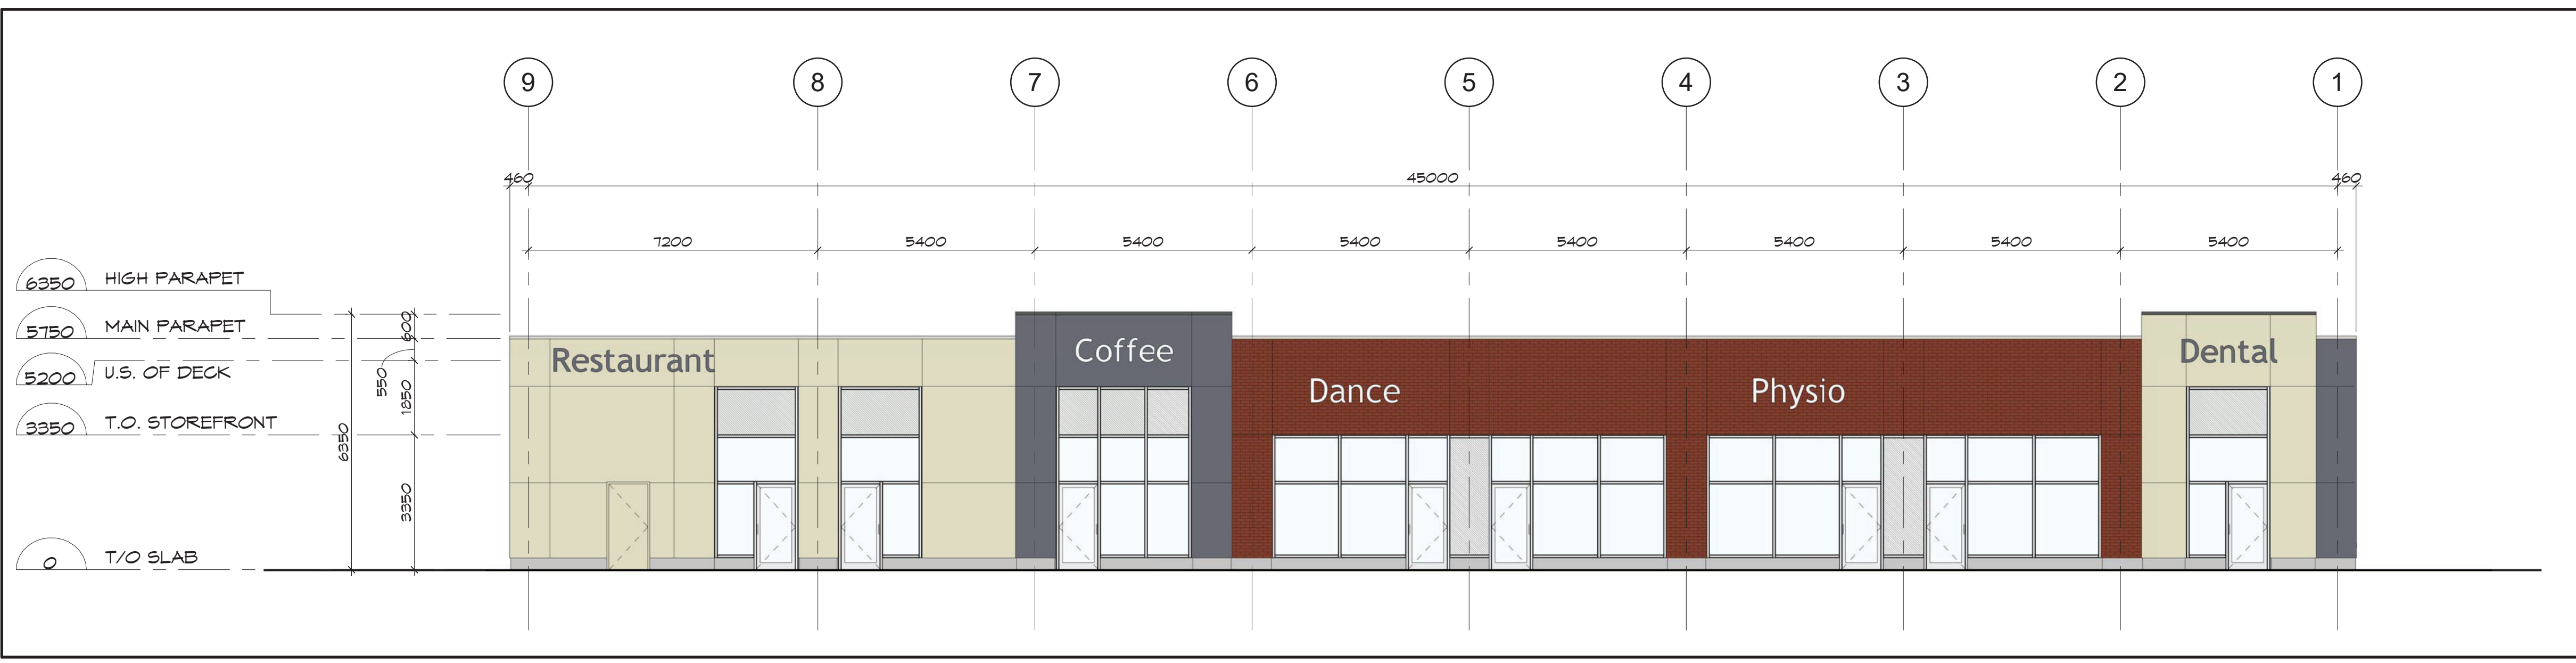 9 8 7 6 5 4 3 2 1
460 45000 460
7200 5400 5400 5400 5400 5400 5400 5400
6350 HIGH PARAPET
5750 MAIN PARAPET
5200 U.S. OF DECK
3350 T.O. STOREFRONT
0 T/O SLAB
6350
600
550
1850
3350
Restaurant
Coffee
Dance
Physio
Dental